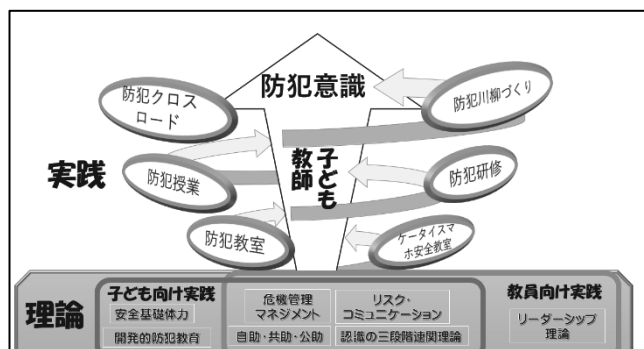 防犯意識
防犯クロス
ロード
防犯川柳づくり
実践
子ども
教師
防犯授業
防犯研修
防犯教室
ケータイスマ
ホ安全教室
理論
子ども向け実践
安全基礎体力
開発的防犯教育
危機管理
マネジメント
リスク・
コミュニケーション
自助・共助・公助
認識の三段階連関理論
教員向け実践
リーダーシップ
理論